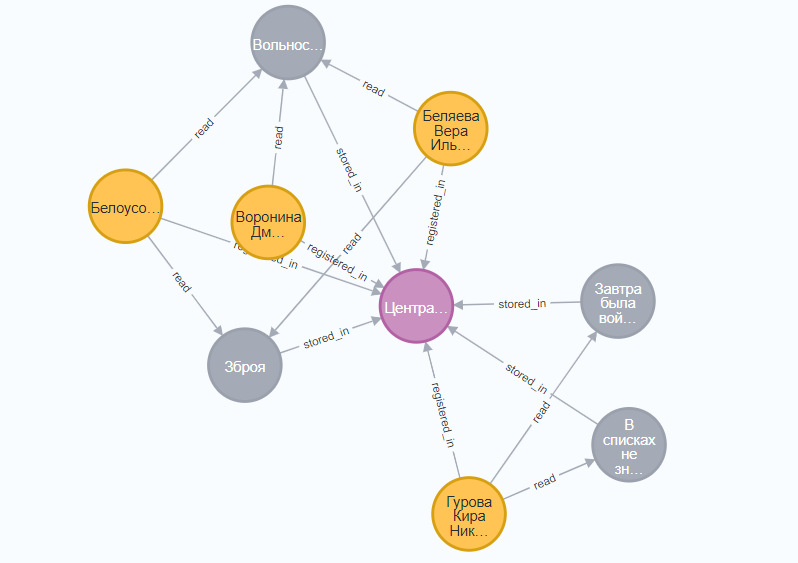 Вольнос…
read
read
read
Беляева
Вера
Иль…
stored_in
registered_in
Белоусо…
Воронина
Дм…
read
registered_in
read
Центра…
Завтра
была
вой…
stored_in
stored_in
Зброя
stored_in
registered_in
read
В
списках
не
зн…
read
Гурова
Кира
Ник…